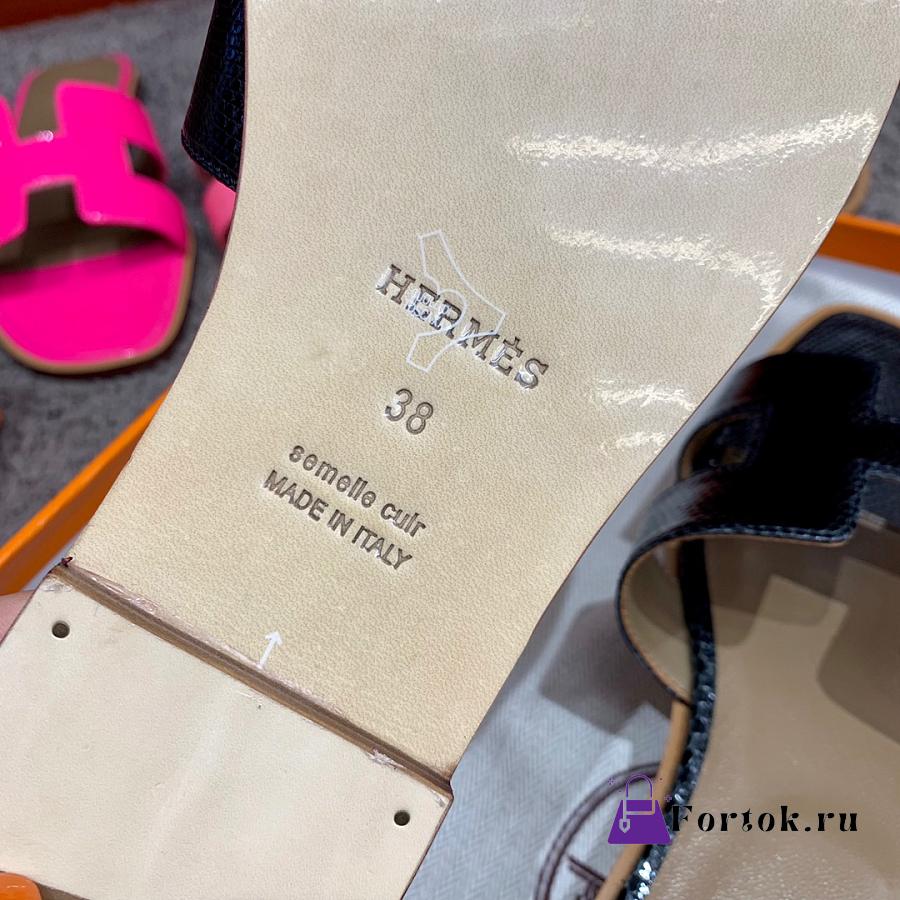 HERMÈS
38
semelle cuir
MADE IN ITALY
Fortok.ru